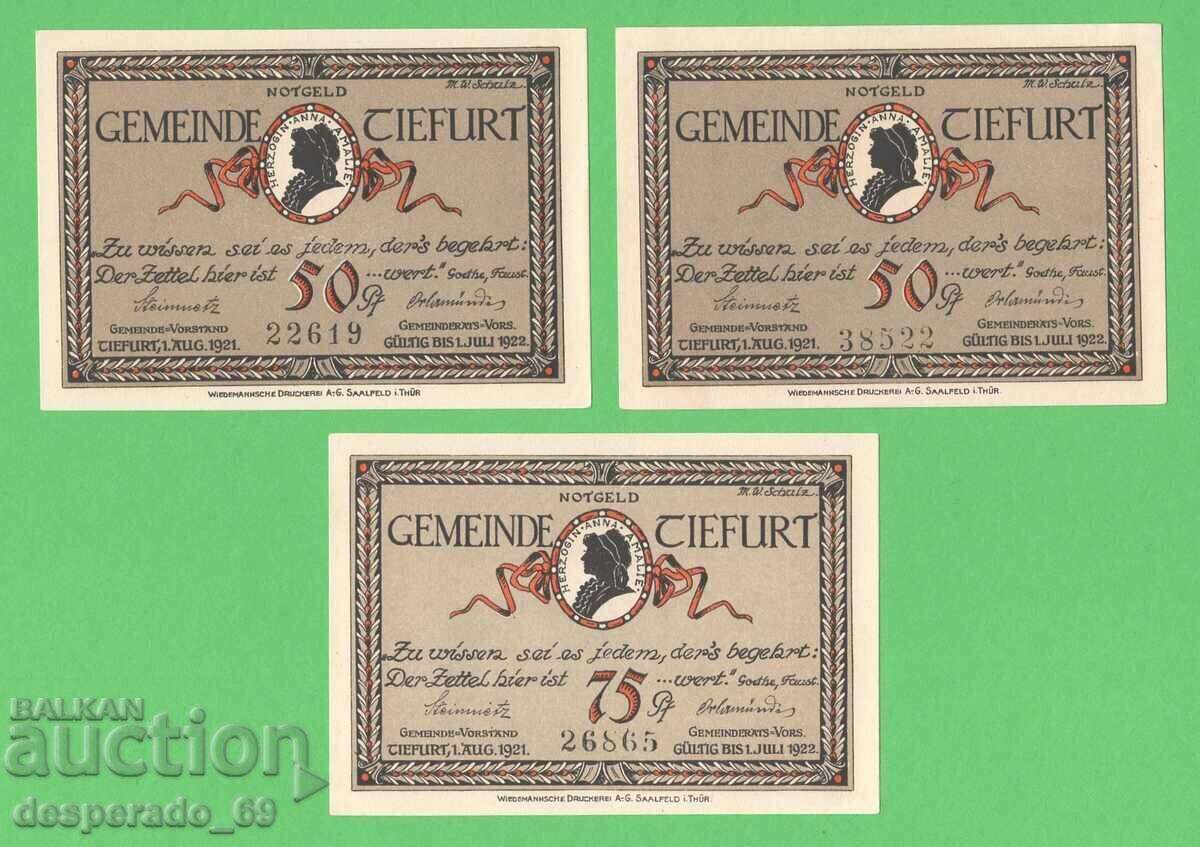 NOTGELD
M.W. Schulz.
GEMEINDE TIEFURT
HERZOGIN · ANNA · AMALIE ·
„Zu wissen sei es jedem, der's begehrt:
Der Zettel hier ist 50 Pf ...wert." Goethe, Faust.
Steinmetz Orlamünde
GEMEINDE=VORSTAND GEMEINDERATS=VORS.
TIEFURT, 1. AUG. 1921. 22619 GÜLTIG BIS 1. JULI 1922.
WIEDEMANNSCHE DRUCKEREI A.-G. SAALFELD i. THÜR
NOTGELD
M.W. Schulz.
GEMEINDE TIEFURT
HERZOGIN · ANNA · AMALIE ·
„Zu wissen sei es jedem, der's begehrt:
Der Zettel hier ist 50 Pf ...wert." Goethe, Faust.
Steinmetz Orlamünde
GEMEINDE=VORSTAND GEMEINDERATS=VORS.
TIEFURT, 1. AUG. 1921. 38522 GÜLTIG BIS 1. JULI 1922.
WIEDEMANNSCHE DRUCKEREI A.-G. SAALFELD i. THÜR.
NOTGELD
M.W. Schulz.
GEMEINDE TIEFURT
HERZOGIN · ANNA · AMALIE ·
„Zu wissen sei es jedem, der's begehrt:
Der Zettel hier ist 75 Pf ...wert." Goethe, Faust.
Steinmetz Orlamünde
GEMEINDE=VORSTAND GEMEINDERATS=VORS.
TIEFURT, 1. AUG. 1921. 26865 GÜLTIG BIS 1. JULI 1922.
WIEDEMANNSCHE DRUCKEREI A.-G. SAALFELD i. THÜR.
BALKAN
auction
desperado_69